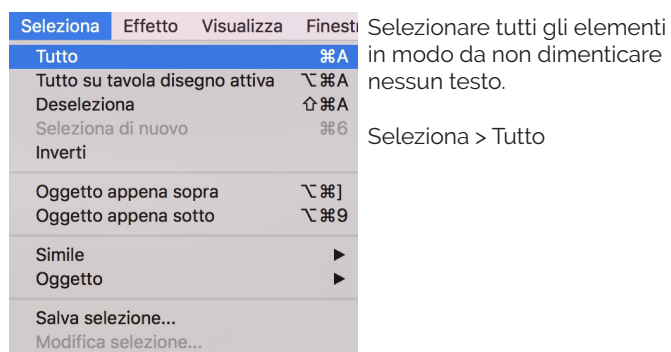 Seleziona Effetto Visualizza Finest
Tutto ⌘A
Tutto su tavola disegno attiva ⌥⌘A
Deseleziona ⇧⌘A
Seleziona di nuovo ⌘6
Inverti
Oggetto appena sopra ⌥⌘]
Oggetto appena sotto ⌥⌘9
Simile ▶
Oggetto ▶
Salva selezione...
Modifica selezione...
Selezionare tutti gli elementi
in modo da non dimenticare
nessun testo.
Seleziona > Tutto